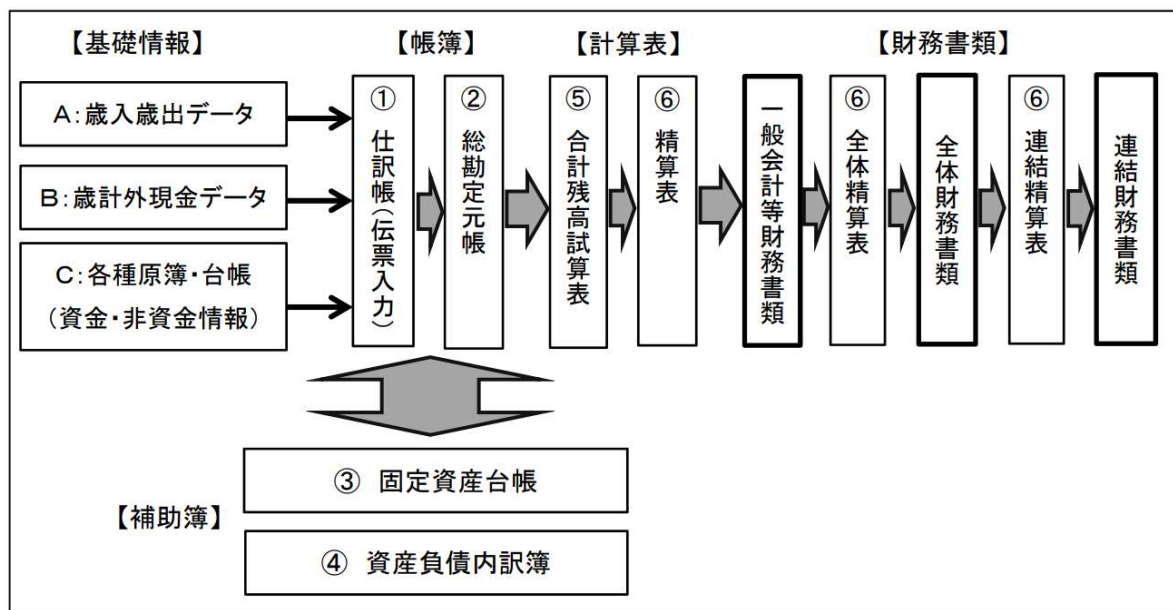 【基礎情報】
【帳簿】
【計算表】
【財務書類】
A:歳入歳出データ
B:歳計外現金データ
C:各種原簿・台帳
(資金・非資金情報)
① 仕訳帳(伝票入力)
② 総勘定元帳
⑤ 合計残高試算表
⑥ 精算表
一般会計等財務書類
⑥ 全体精算表
全体財務書類
⑥ 連結精算表
連結財務書類
【補助簿】
③ 固定資産台帳
④ 資産負債内訳簿